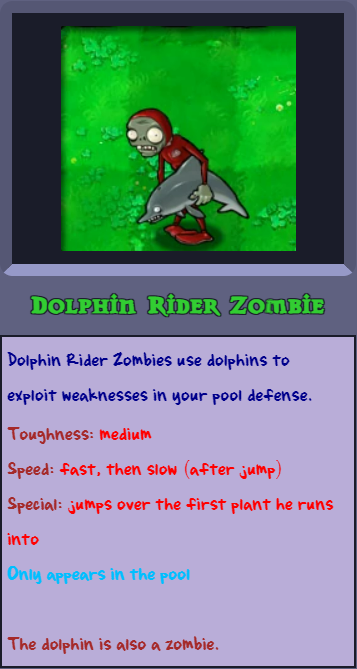 Dolphin Rider Zombie
Dolphin Rider Zombies use dolphins to
exploit weaknesses in your pool defense.
Toughness: medium
Speed: fast, then slow (after jump)
Special: jumps over the first plant he runs
into
Only appears in the pool
The dolphin is also a zombie.